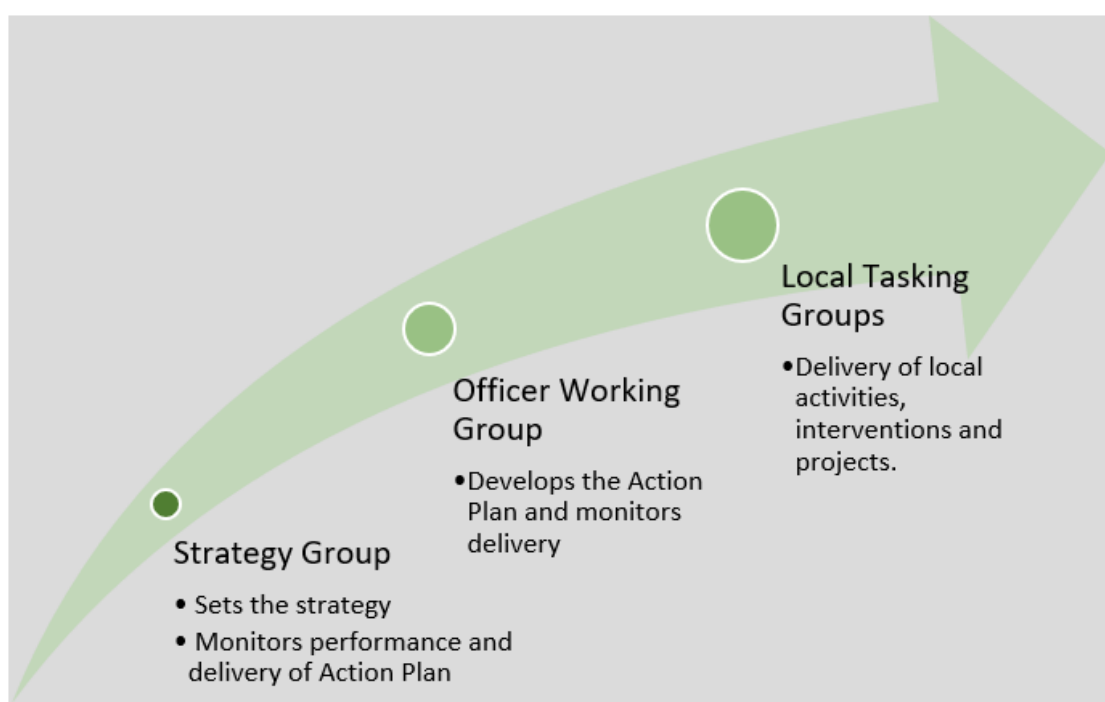 Strategy Group
• Sets the strategy
• Monitors performance and
delivery of Action Plan
Officer Working
Group
•Develops the Action
Plan and monitors
delivery
Local Tasking
Groups
•Delivery of local
activities,
interventions and
projects.